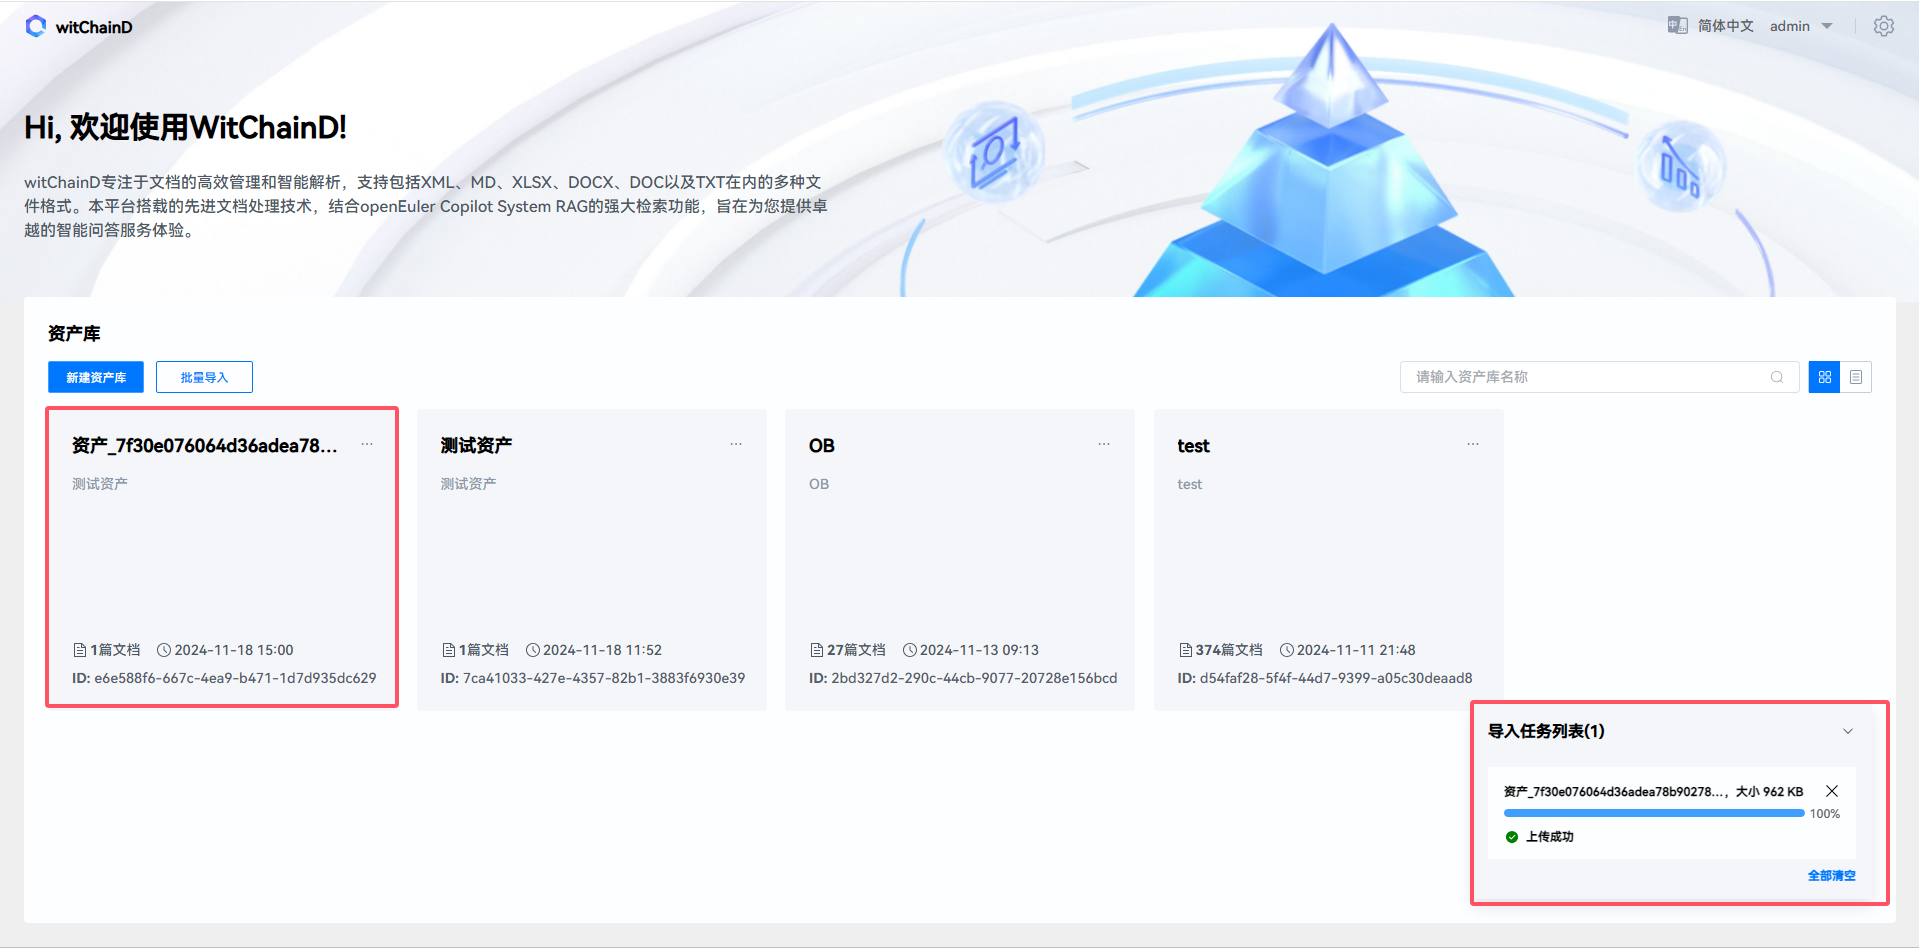 witChainD
简体中文 admin
Hi, 欢迎使用WitChainD!
witChainD专注于文档的高效管理和智能解析，支持包括XML、MD、XLSX、DOCX、DOC以及TXT在内的多种文
件格式。本平台搭载的先进文档处理技术，结合openEuler Copilot System RAG的强大检索功能，旨在为您提供卓
越的智能问答服务体验。
资产库
新建资产库 批量导入 请输入资产库名称
资产_7f30e076064d36adea78...
测试资产
1篇文档 2024-11-18 15:00
ID: e6e588f6-667c-4ea9-b471-1d7d935dc629
测试资产
测试资产
1篇文档 2024-11-18 11:52
ID: 7ca41033-427e-4357-82b1-3883f6930e39
OB
OB
27篇文档 2024-11-13 09:13
ID: 2bd327d2-290c-44cb-9077-20728e156bcd
test
test
374篇文档 2024-11-11 21:48
ID: d54faf28-5f4f-44d7-9399-a05c30deaad8
导入任务列表(1)
资产_7f30e076064d36adea78b90278...，大小 962 KB
100%
上传成功
全部清空